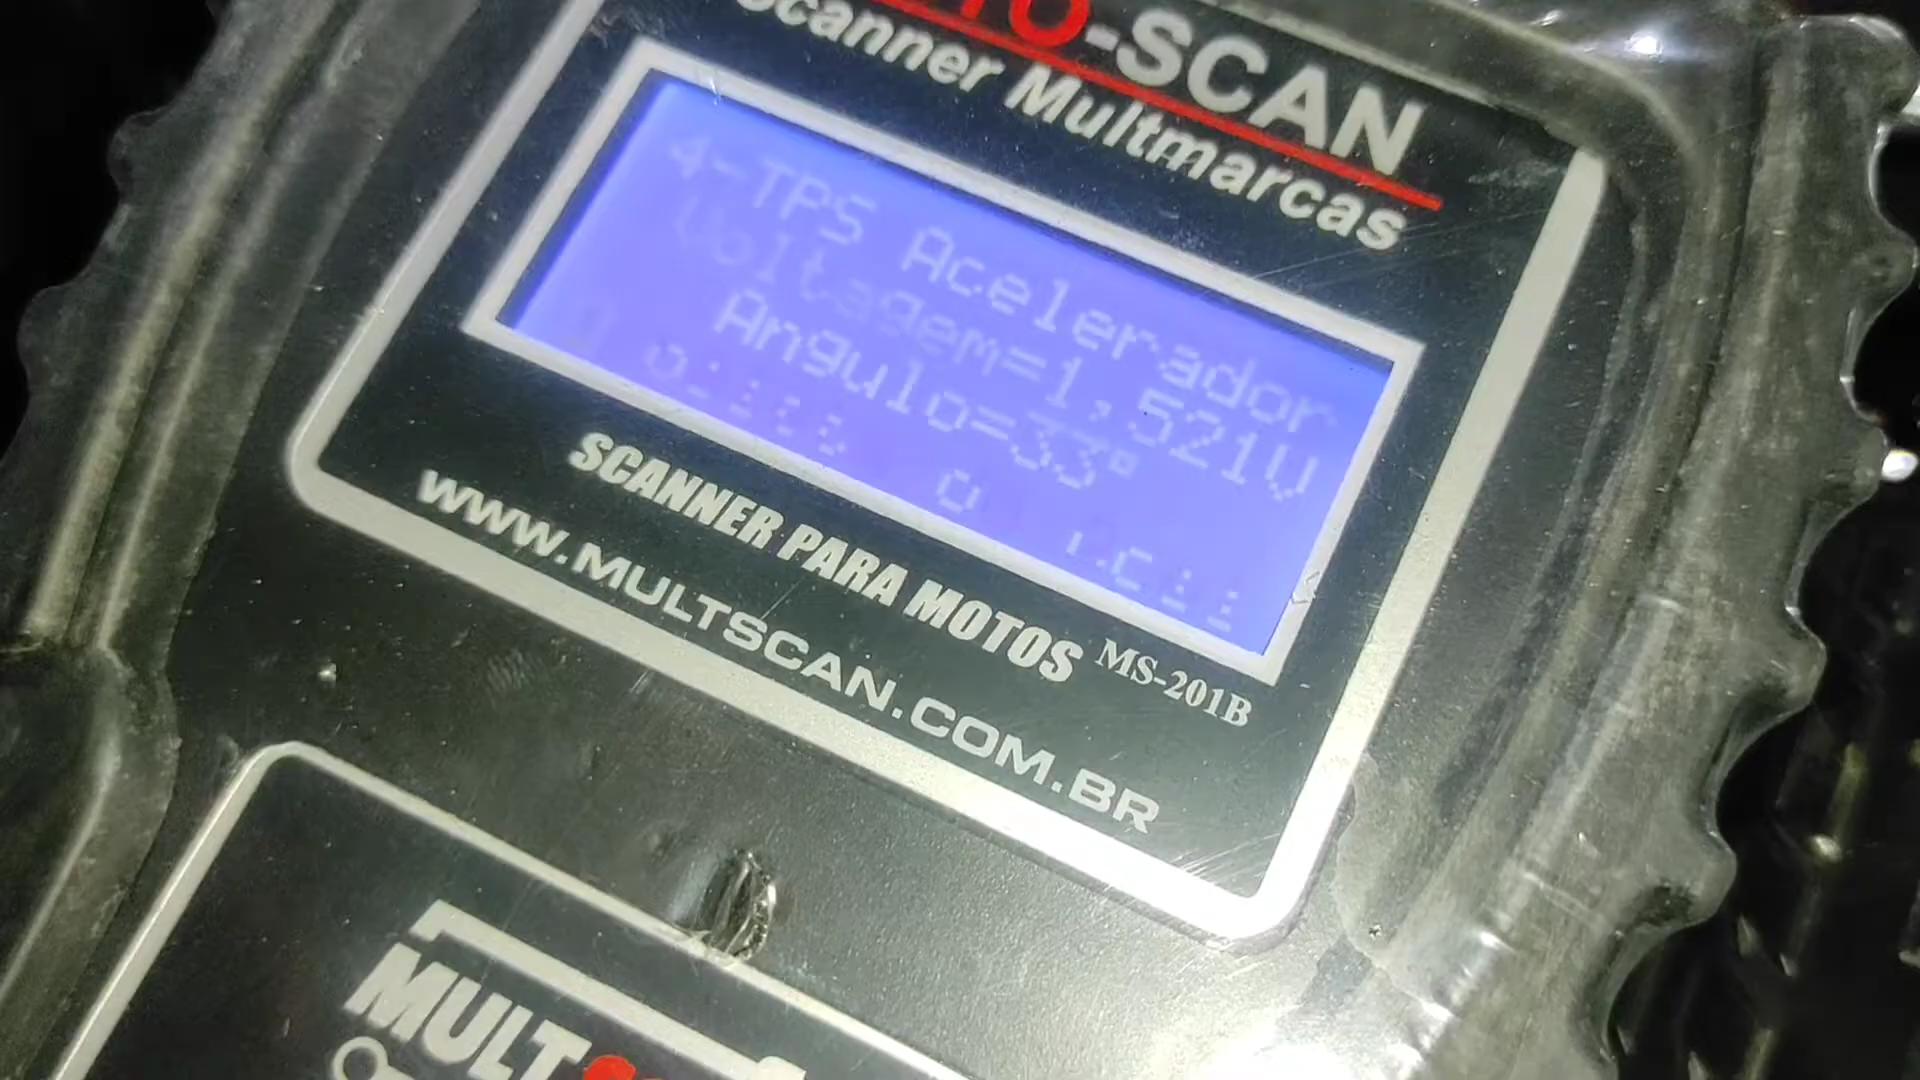 TO-SCAN
Scanner Multmarcas
4-TPS Acelerador
Voltagem=1,521V
Angulo=33°
SCANNER PARA MOTOS MS-201B
WWW.MULTSCAN.COM.BR
MULT